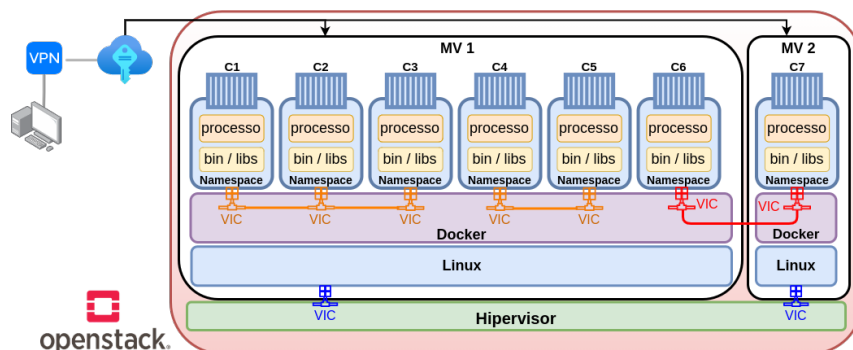 VPN
MV 1
MV 2
C1 C2 C3 C4 C5 C6 C7
processo processo processo processo processo processo processo
bin / libs bin / libs bin / libs bin / libs bin / libs bin / libs bin / libs
Namespace Namespace Namespace Namespace Namespace Namespace Namespace
VIC VIC VIC VIC VIC VIC VIC
Docker Docker
Linux Linux
VIC VIC
Hipervisor
openstack.